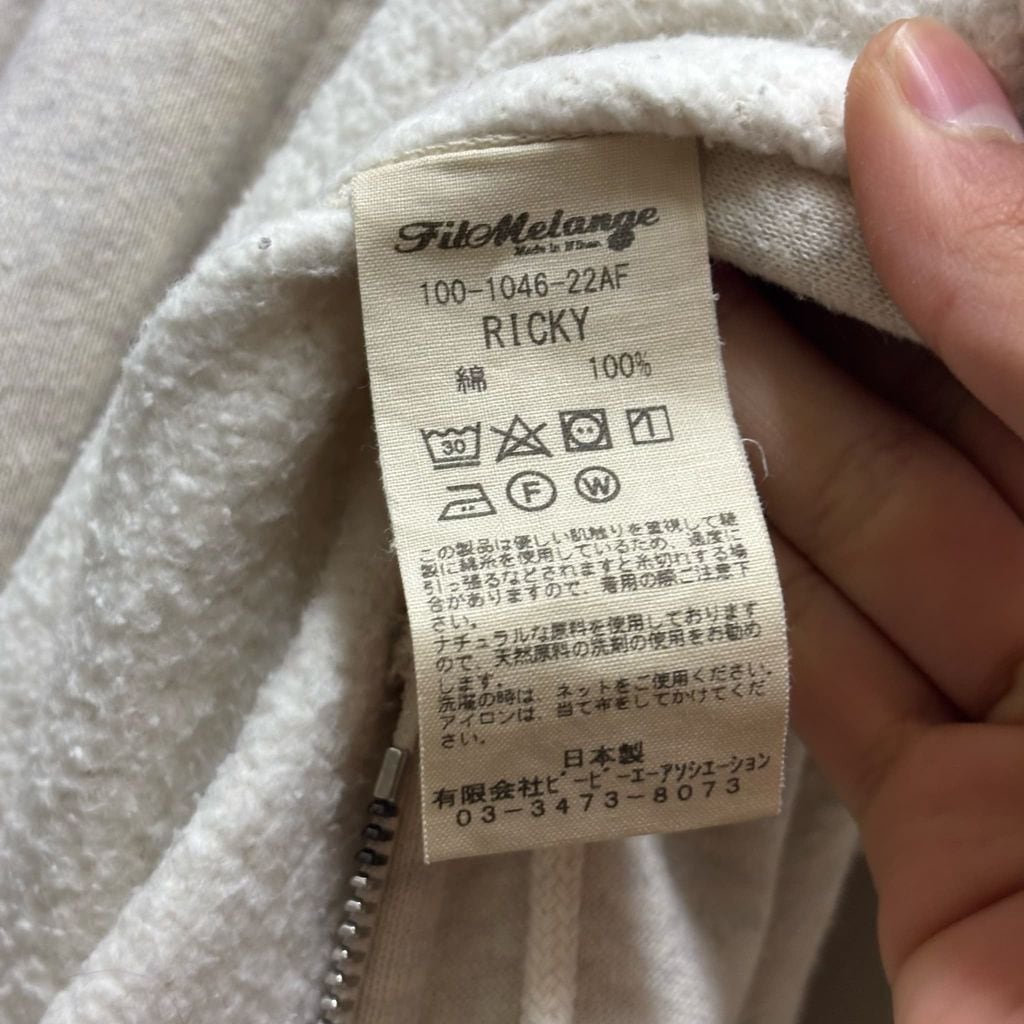 FilMelange
Made in
100-1046-22AF
RICKY
綿 100%
30
1
F W
この製品は優しい肌触りを重視して縫
製に綿糸を使用しているため、過度に
引っ張るなどされますと糸切れする場
合がありますので、着用の際ご注意下
さい。
ナチュラルな原料を使用しております
ので、天然原料の洗剤の使用をお勧め
します。
洗濯の時は、ネットをご使用ください。
アイロンは、当て布をしてかけてくだ
さい。
日本製
有限会社ビーピーエーアソシエーション
03-3473-8073